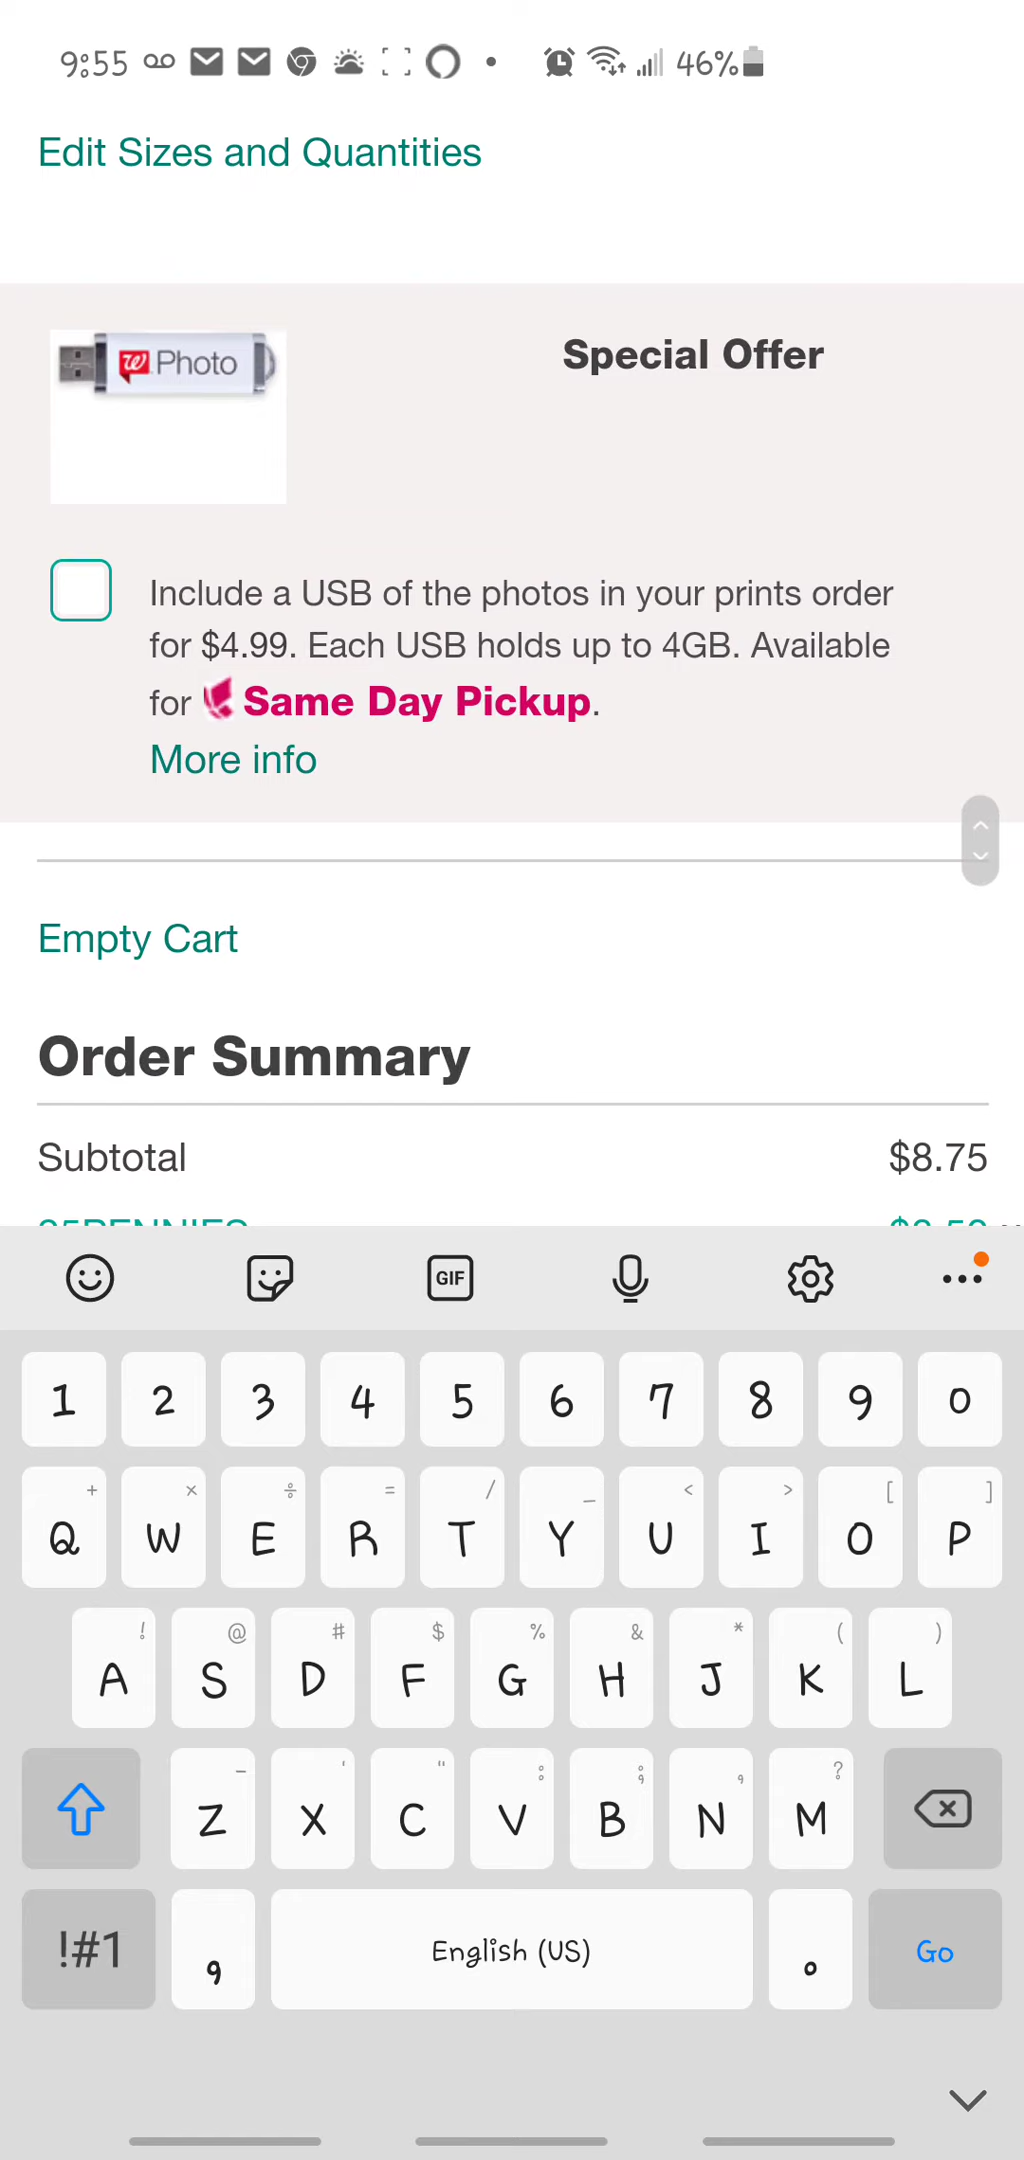 9:55 46%
Edit Sizes and Quantities
W Photo
Special Offer
Include a USB of the photos in your prints order
for $4.99. Each USB holds up to 4GB. Available
for Same Day Pickup.
More info
Empty Cart
Order Summary
Subtotal $8.75
GIF
1 2 3 4 5 6 7 8 9 0
+ × ÷ = / _ < > [ ]
Q W E R T Y U I O P
! @ # $ % & * ( )
A S D F G H J K L
- ' " : ; , ?
Z X C V B N M
!#1 , English (US) . Go